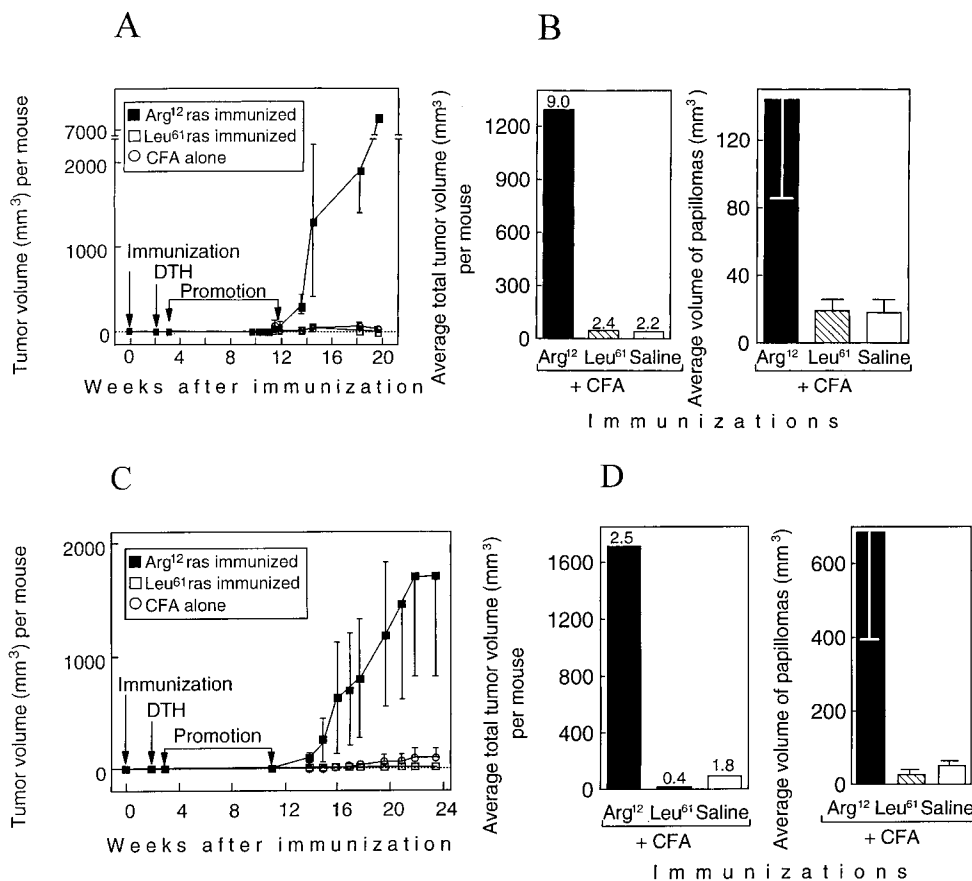 A
Tumor volume (mm³) per mouse
7000
2000
1000
0
Arg¹² ras immunized
Leu⁶¹ ras immunized
CFA alone
Immunization
DTH
Promotion
0 4 8 12 16 20
Weeks after immunization
B
Average total tumor volume (mm³)
per mouse
1200
900
600
300
0
9.0
2.4
2.2
Arg¹² Leu⁶¹ Saline
+ CFA
Average volume of papillomas (mm³)
120
80
40
0
Arg¹² Leu⁶¹ Saline
+ CFA
Immunizations
C
Tumor volume (mm³) per mouse
2000
1000
0
Arg¹² ras immunized
Leu⁶¹ ras immunized
CFA alone
Immunization
DTH
Promotion
0 4 8 12 16 20 24
Weeks after immunization
D
Average total tumor volume (mm³)
per mouse
1600
1200
800
400
0
2.5
0.4
1.8
Arg¹² Leu⁶¹ Saline
+ CFA
Average volume of papillomas (mm³)
600
400
200
0
Arg¹² Leu⁶¹ Saline
+ CFA
Immunizations